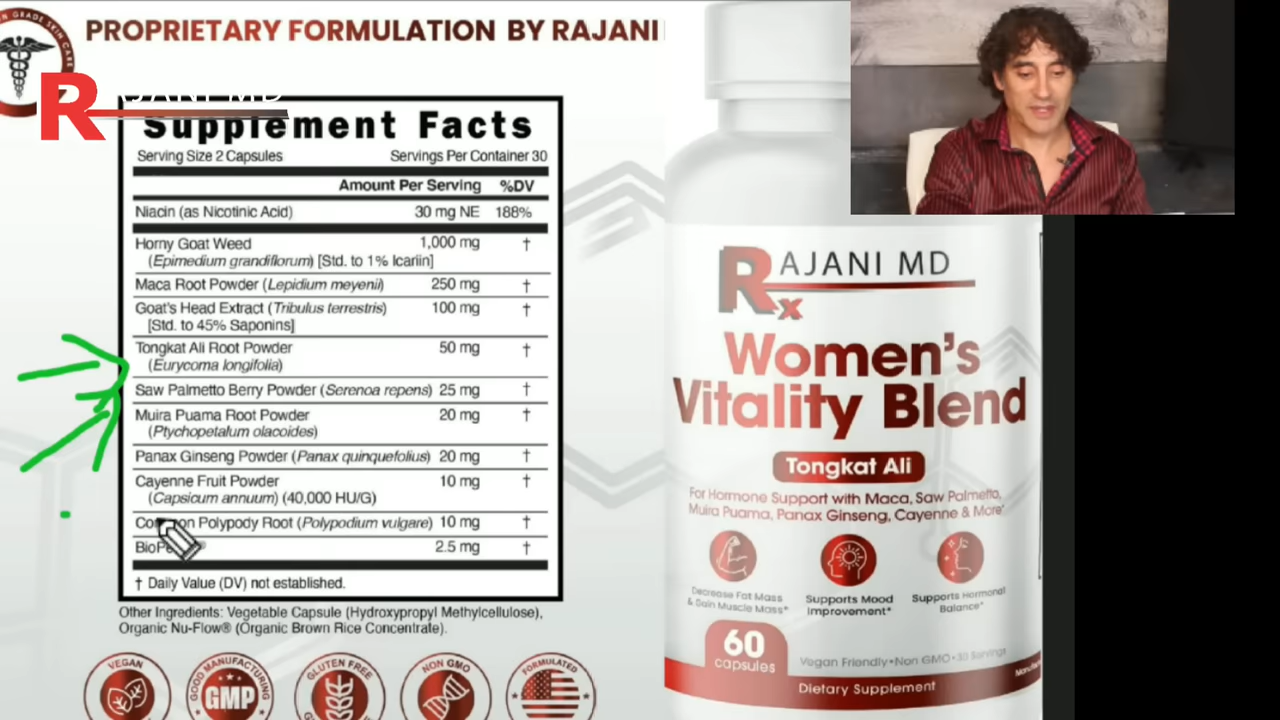 PROPRIETARY FORMULATION BY RAJANI
RAJANI MD
Supplement Facts
Serving Size 2 Capsules Servings Per Container 30
Amount Per Serving %DV
Niacin (as Nicotinic Acid) 30 mg NE 188%
Horny Goat Weed 1,000 mg †
(Epimedium grandiflorum) [Std. to 1% Icariin]
Maca Root Powder (Lepidium meyenii) 250 mg †
Goat's Head Extract (Tribulus terrestris) 100 mg †
[Std. to 45% Saponins]
Tongkat Ali Root Powder 50 mg †
(Eurycoma longifolia)
Saw Palmetto Berry Powder (Serenoa repens) 25 mg †
Muira Puama Root Powder 20 mg †
(Ptychopetalum olacoides)
Panax Ginseng Powder (Panax quinquefolius) 20 mg †
Cayenne Fruit Powder 10 mg †
(Capsicum annuum) (40,000 HU/G)
Polypody Root (Polypodium vulgare) 10 mg †
2.5 mg †
† Daily Value (DV) not established.
Other Ingredients: Vegetable Capsule (Hydroxypropyl Methylcellulose),
Organic Nu-Flow® (Organic Brown Rice Concentrate).
VEGAN
GOOD MANUFACTURING
GMP
GLUTEN FREE
NON GMO
FORMULATED
Rx AJANI MD
Women's
Vitality Blend
Tongkat Ali
For Hormone Support with Maca, Saw Palmetto,
Muira Puama, Panax Ginseng, Cayenne & More*
Decrease Fat Mass
& Gain Muscle Mass*
Supports Mood
Improvement*
Supports Hormonal
Balance*
60
capsules
Vegan Friendly•Non GMO•30 Servings
Dietary Supplement